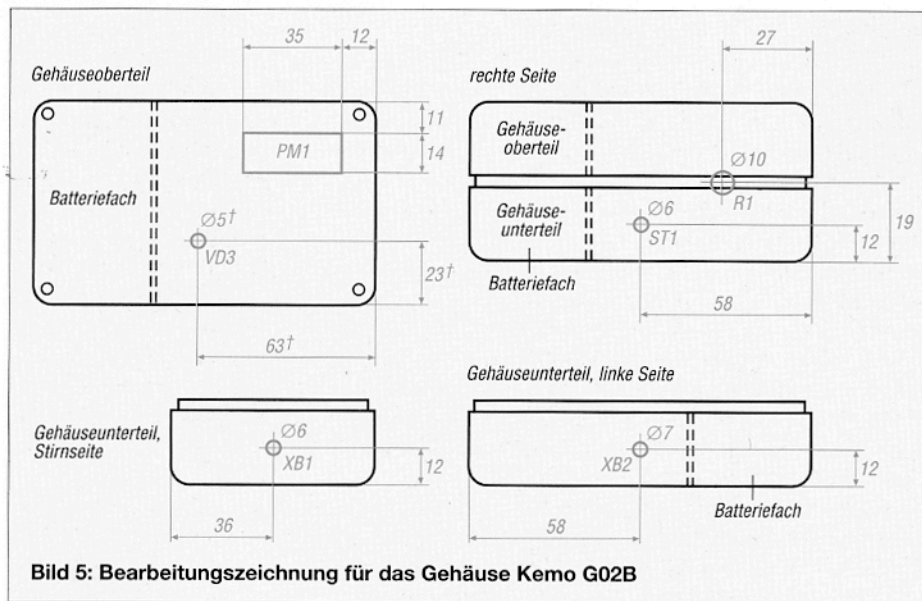 35
12
27
Gehäuseoberteil
rechte Seite
11
PM1
14
Gehäuse-
oberteil
Batteriefach
Ø10
R1
Ø5†
VD3
Gehäuse-
unterteil
Ø6
ST1
19
12
23†
Batteriefach
58
63†
Gehäuseunterteil, linke Seite
Gehäuseunterteil,
Stirnseite
Ø6
XB1
12
Ø7
XB2
12
Batteriefach
36
58
Bild 5: Bearbeitungszeichnung für das Gehäuse Kemo G02B